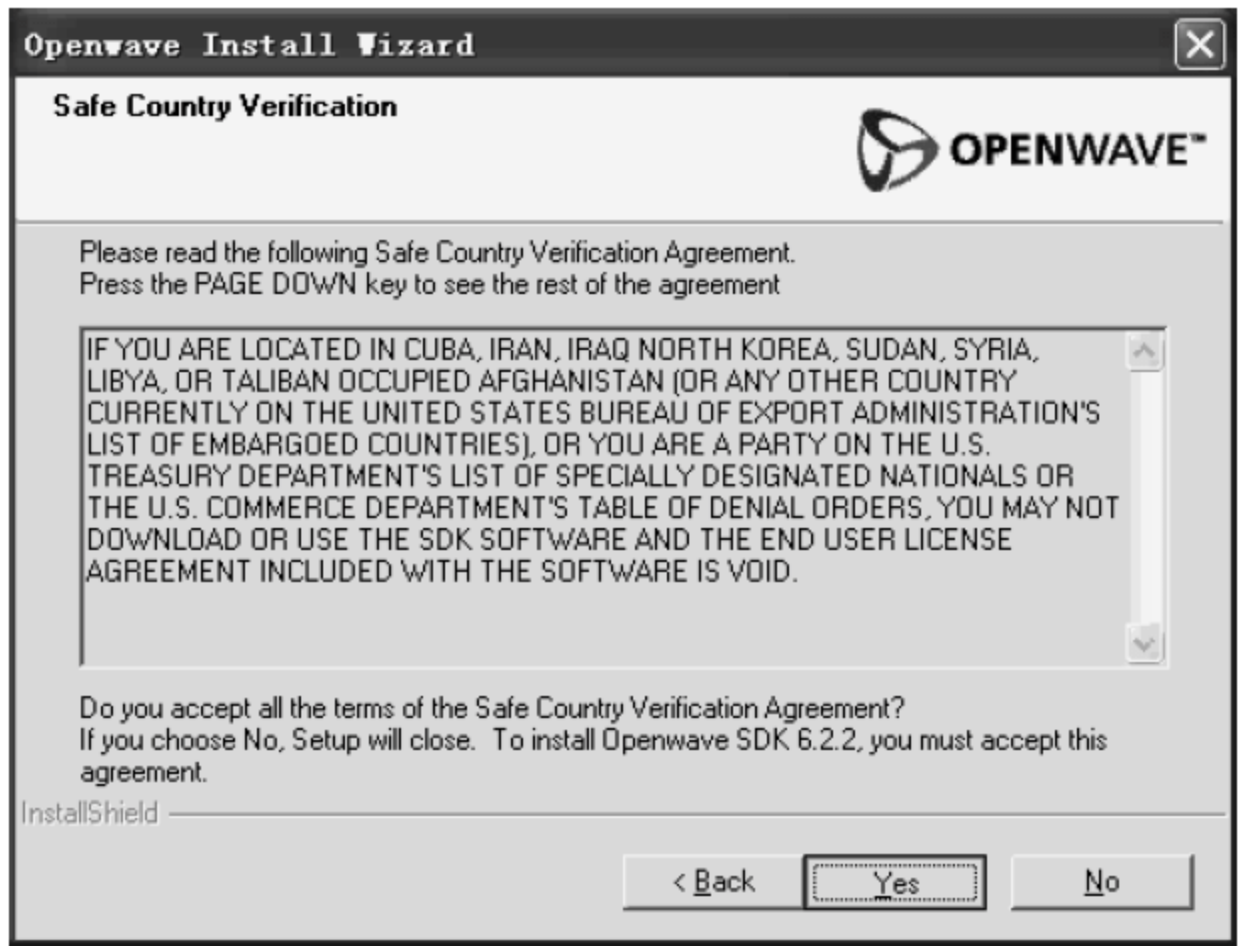 Openwave Install Wizard
Safe Country Verification
OPENWAVE™
Please read the following Safe Country Verification Agreement.
Press the PAGE DOWN key to see the rest of the agreement
IF YOU ARE LOCATED IN CUBA, IRAN, IRAQ NORTH KOREA, SUDAN, SYRIA,
LIBYA, OR TALIBAN OCCUPIED AFGHANISTAN (OR ANY OTHER COUNTRY
CURRENTLY ON THE UNITED STATES BUREAU OF EXPORT ADMINISTRATION'S
LIST OF EMBARGOED COUNTRIES), OR YOU ARE A PARTY ON THE U.S.
TREASURY DEPARTMENT'S LIST OF SPECIALLY DESIGNATED NATIONALS OR
THE U.S. COMMERCE DEPARTMENT'S TABLE OF DENIAL ORDERS, YOU MAY NOT
DOWNLOAD OR USE THE SDK SOFTWARE AND THE END USER LICENSE
AGREEMENT INCLUDED WITH THE SOFTWARE IS VOID.
Do you accept all the terms of the Safe Country Verification Agreement?
If you choose No, Setup will close.  To install Openwave SDK 6.2.2, you must accept this
agreement.
InstallShield
< Back
Yes
No